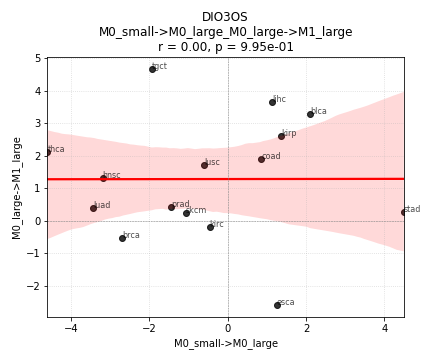 DIO3OS
M0_small->M0_large_M0_large->M1_large
r = 0.00, p = 9.95e-01
M0_large->M1_large
5
4
3
2
1
0
−1
−2
tgct
lihc
blca
kirp
thca
coad
lusc
hnsc
luad
prad
skcm
stad
kirc
brca
esca
−4
−2
0
2
4
M0_small->M0_large